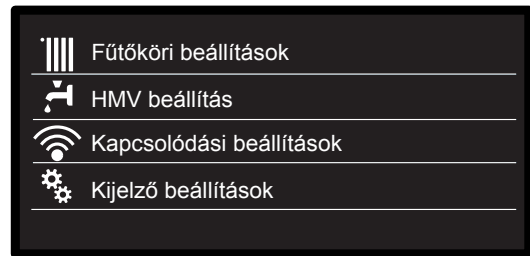 Fűtőköri beállítások
HMV beállítás
Kapcsolódási beállítások
Kijelző beállítások